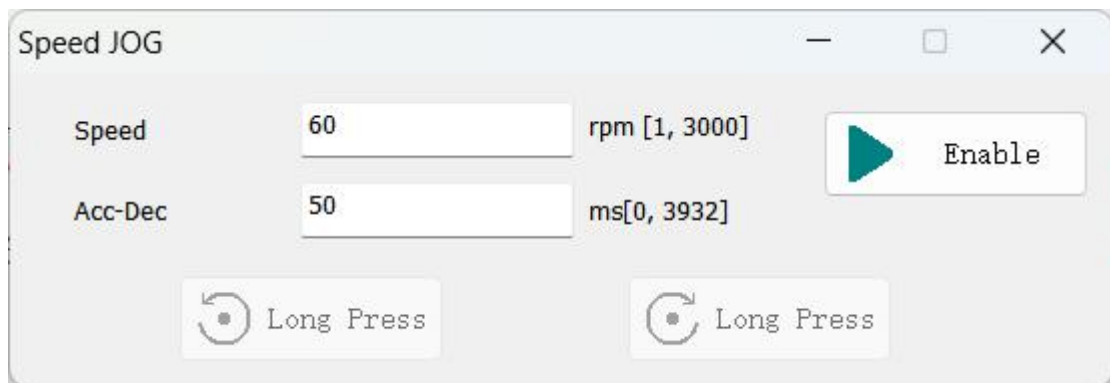 Speed JOG
Speed 60 rpm [1, 3000]
Enable
Acc-Dec 50 ms[0, 3932]
Long Press Long Press